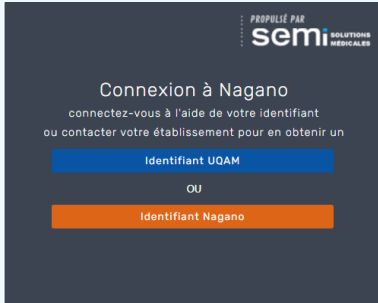 PROPULSÉ PAR
semi SOLUTIONS MÉDICALES
Connexion à Nagano
connectez-vous à l'aide de votre identifiant
ou contacter votre établissement pour en obtenir un
Identifiant UQAM
OU
Identifiant Nagano